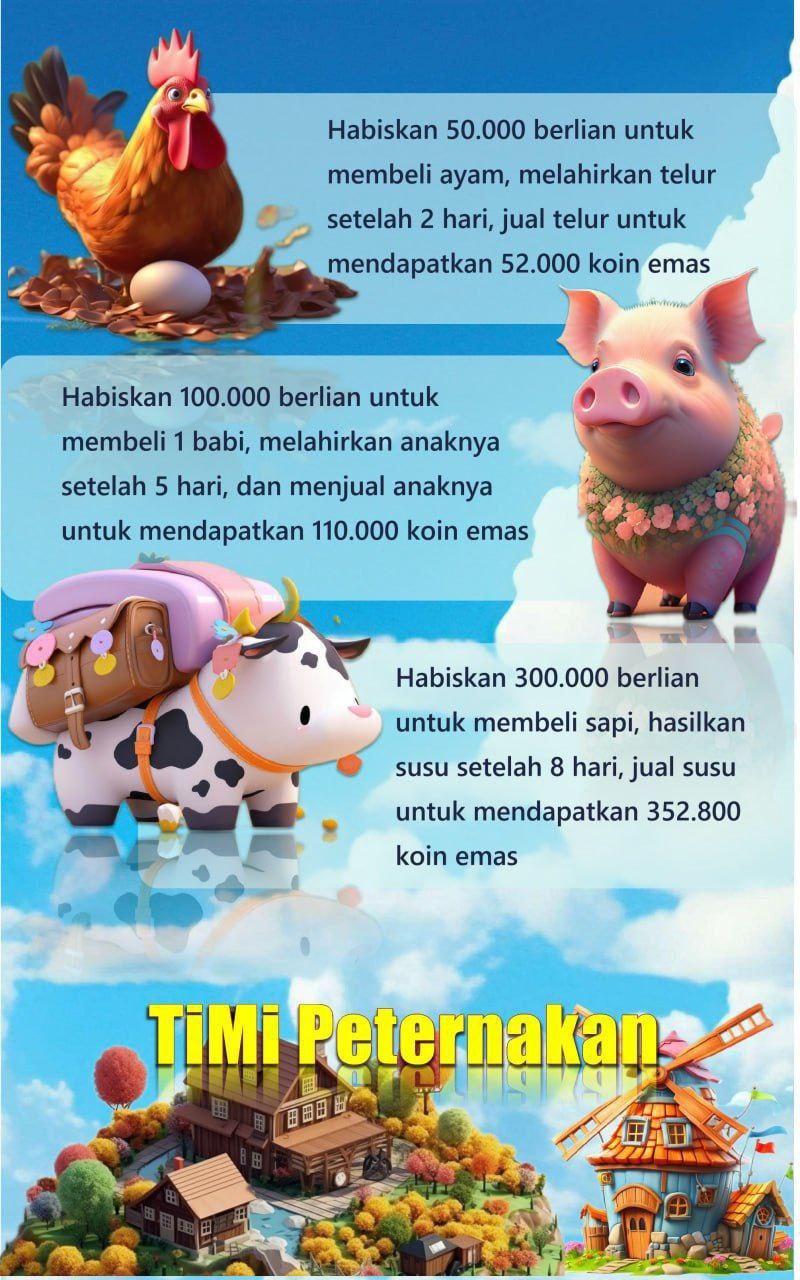 Habiskan 50.000 berlian untuk
membeli ayam, melahirkan telur
setelah 2 hari, jual telur untuk
mendapatkan 52.000 koin emas
Habiskan 100.000 berlian untuk
membeli 1 babi, melahirkan anaknya
setelah 5 hari, dan menjual anaknya
untuk mendapatkan 110.000 koin emas
Habiskan 300.000 berlian
untuk membeli sapi, hasilkan
susu setelah 8 hari, jual susu
untuk mendapatkan 352.800
koin emas
TiMi Peternakan